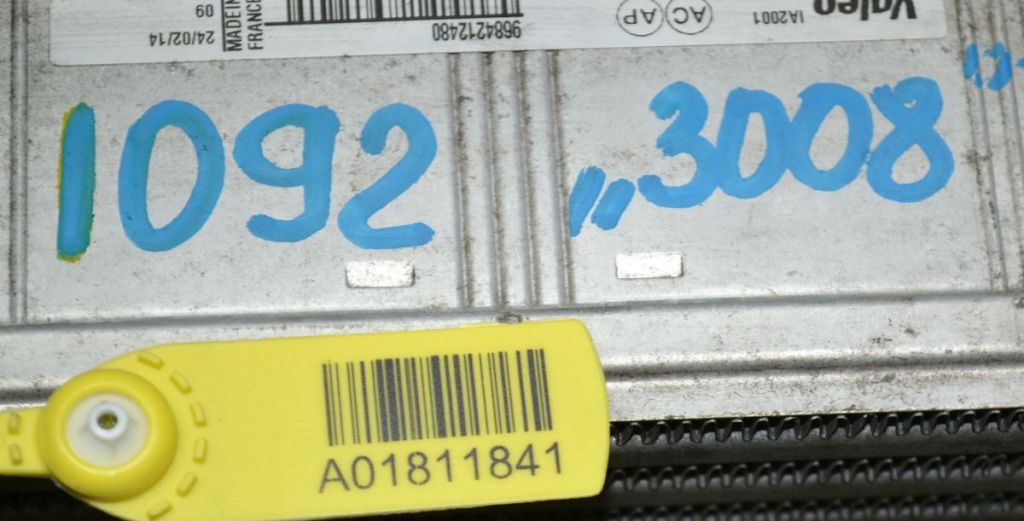 Valeo
IA2001
AC AP
9684212480
MADE IN
FRANCE
24/02/14
09
1092 ,,3008"
A01811841